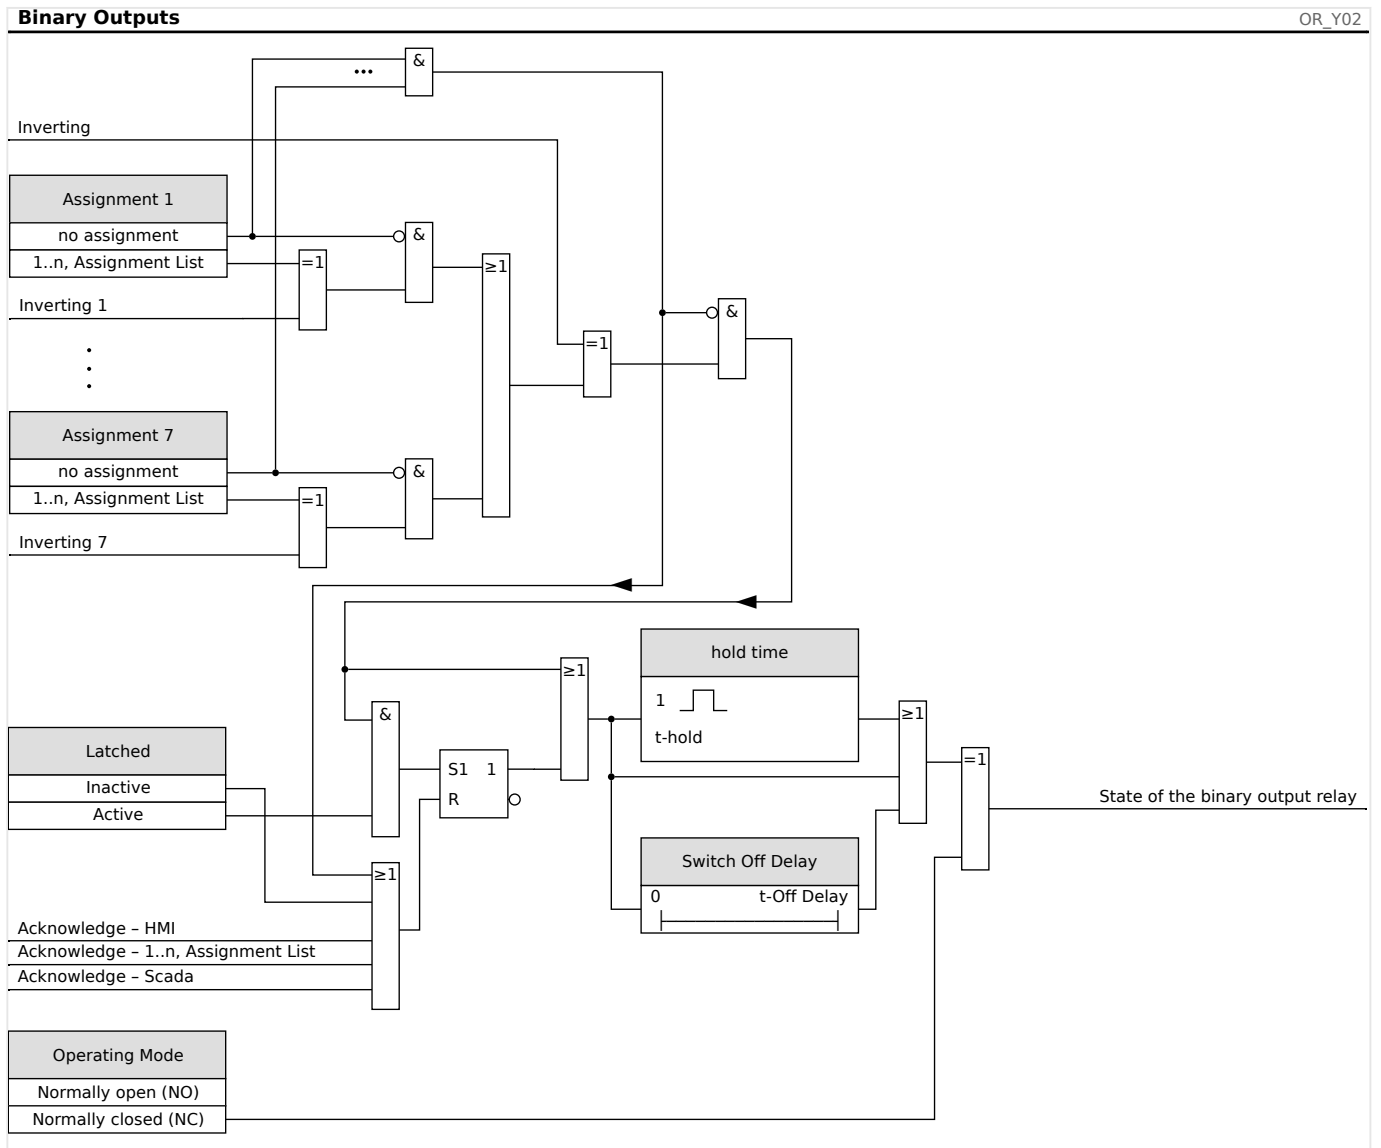 Binary Outputs
OR_Y02
&
•••
Inverting
Assignment 1
no assignment
&
1..n, Assignment List
=1
≥1
Inverting 1
&
=1
Assignment 7
no assignment
&
1..n, Assignment List
=1
Inverting 7
hold time
≥1
1
t-hold
&
≥1
Latched
Inactive
Active
S1 1
R
=1
State of the binary output relay
Switch Off Delay
0 t-Off Delay
≥1
Acknowledge – HMI
Acknowledge – 1..n, Assignment List
Acknowledge – Scada
Operating Mode
Normally open (NO)
Normally closed (NC)